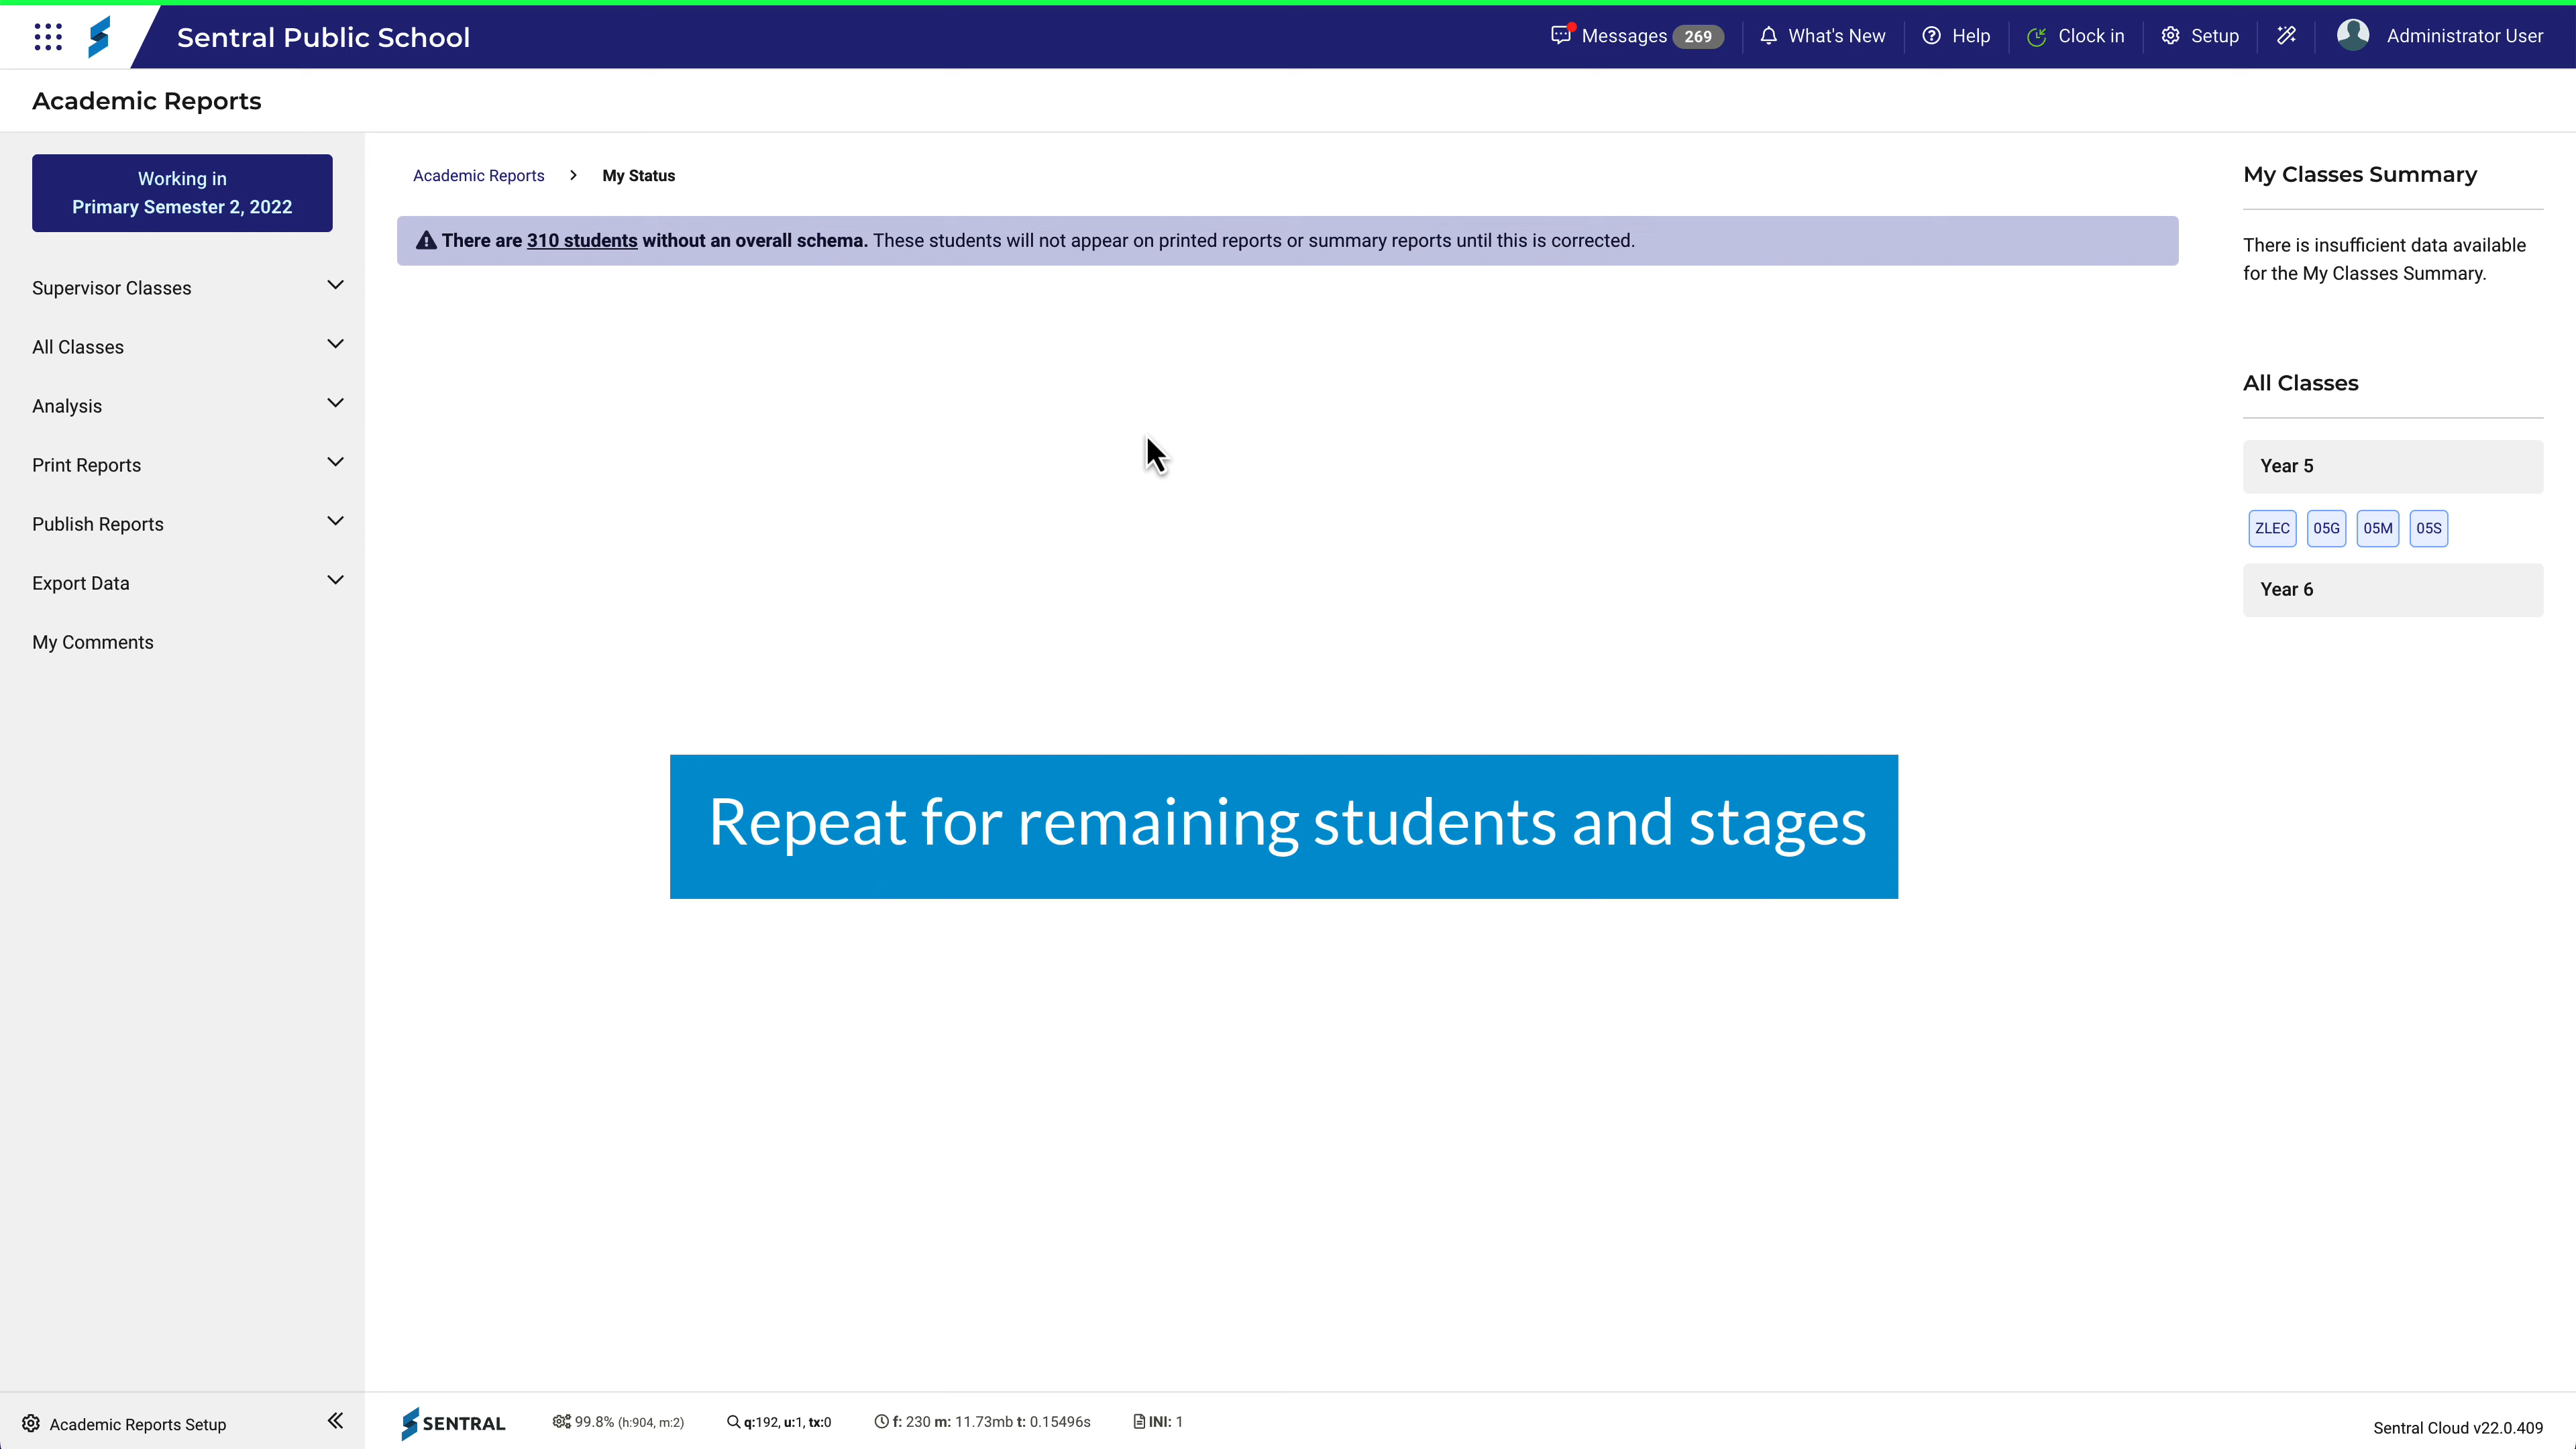 Sentral Public School
Messages 269
What's New
Help
Clock in
Setup
Administrator User
Academic Reports
Working in
Primary Semester 2, 2022
Supervisor Classes
All Classes
Analysis
Print Reports
Publish Reports
Export Data
My Comments
Academic Reports > My Status
There are 310 students without an overall schema. These students will not appear on printed reports or summary reports until this is corrected.
Repeat for remaining students and stages
My Classes Summary
There is insufficient data available
for the My Classes Summary.
All Classes
Year 5
ZLEC 05G 05M 05S
Year 6
Academic Reports Setup
SENTRAL
99.8% (h:904, m:2)
q:192, u:1, tx:0
f: 230 m: 11.73mb t: 0.15496s
INI: 1
Sentral Cloud v22.0.409